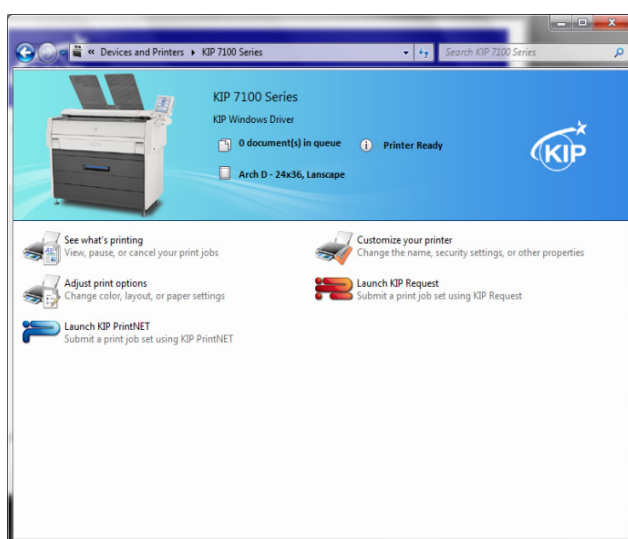 « Devices and Printers ▸ KIP 7100 Series
Search KIP 7100 Series
KIP 7100 Series
KIP Windows Driver
0 document(s) in queue
Printer Ready
Arch D - 24x36, Lanscape
KIP
See what's printing
View, pause, or cancel your print jobs
Customize your printer
Change the name, security settings, or other properties
Adjust print options
Change color, layout, or paper settings
Launch KIP Request
Submit a print job set using KIP Request
Launch KIP PrintNET
Submit a print job set using KIP PrintNET